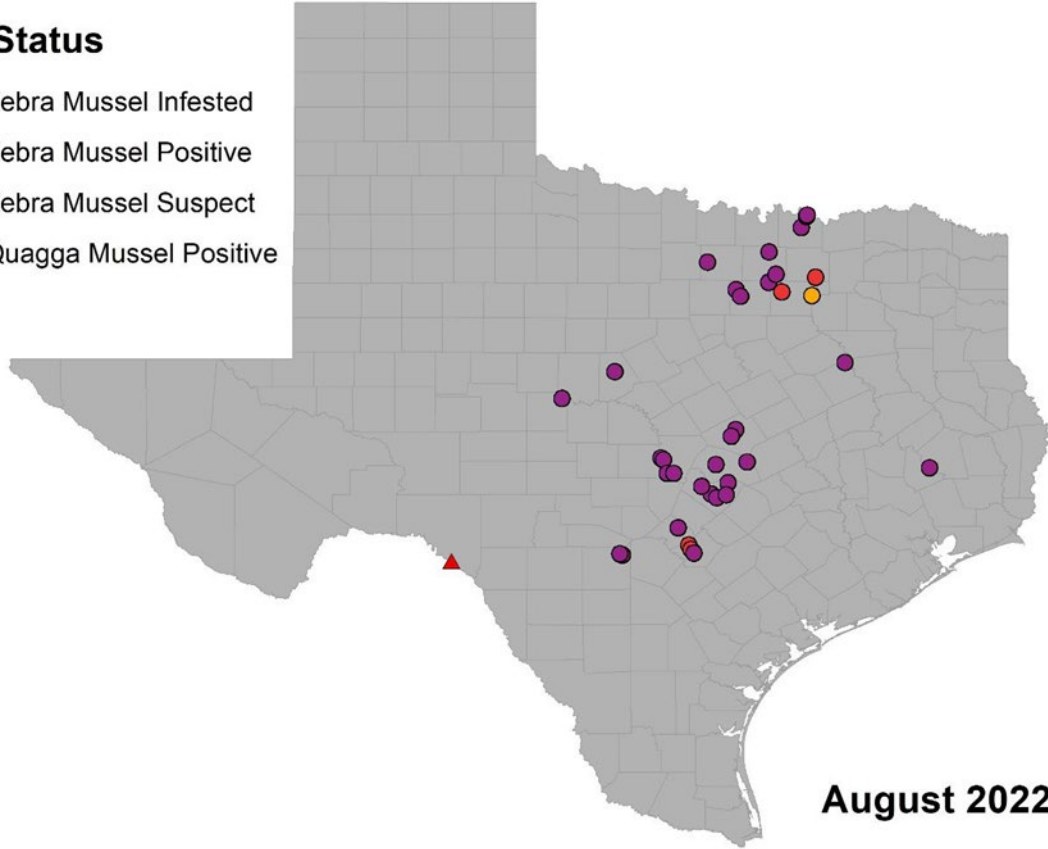 Status
ebra Mussel Infested
ebra Mussel Positive
ebra Mussel Suspect
Quagga Mussel Positive
August 2022